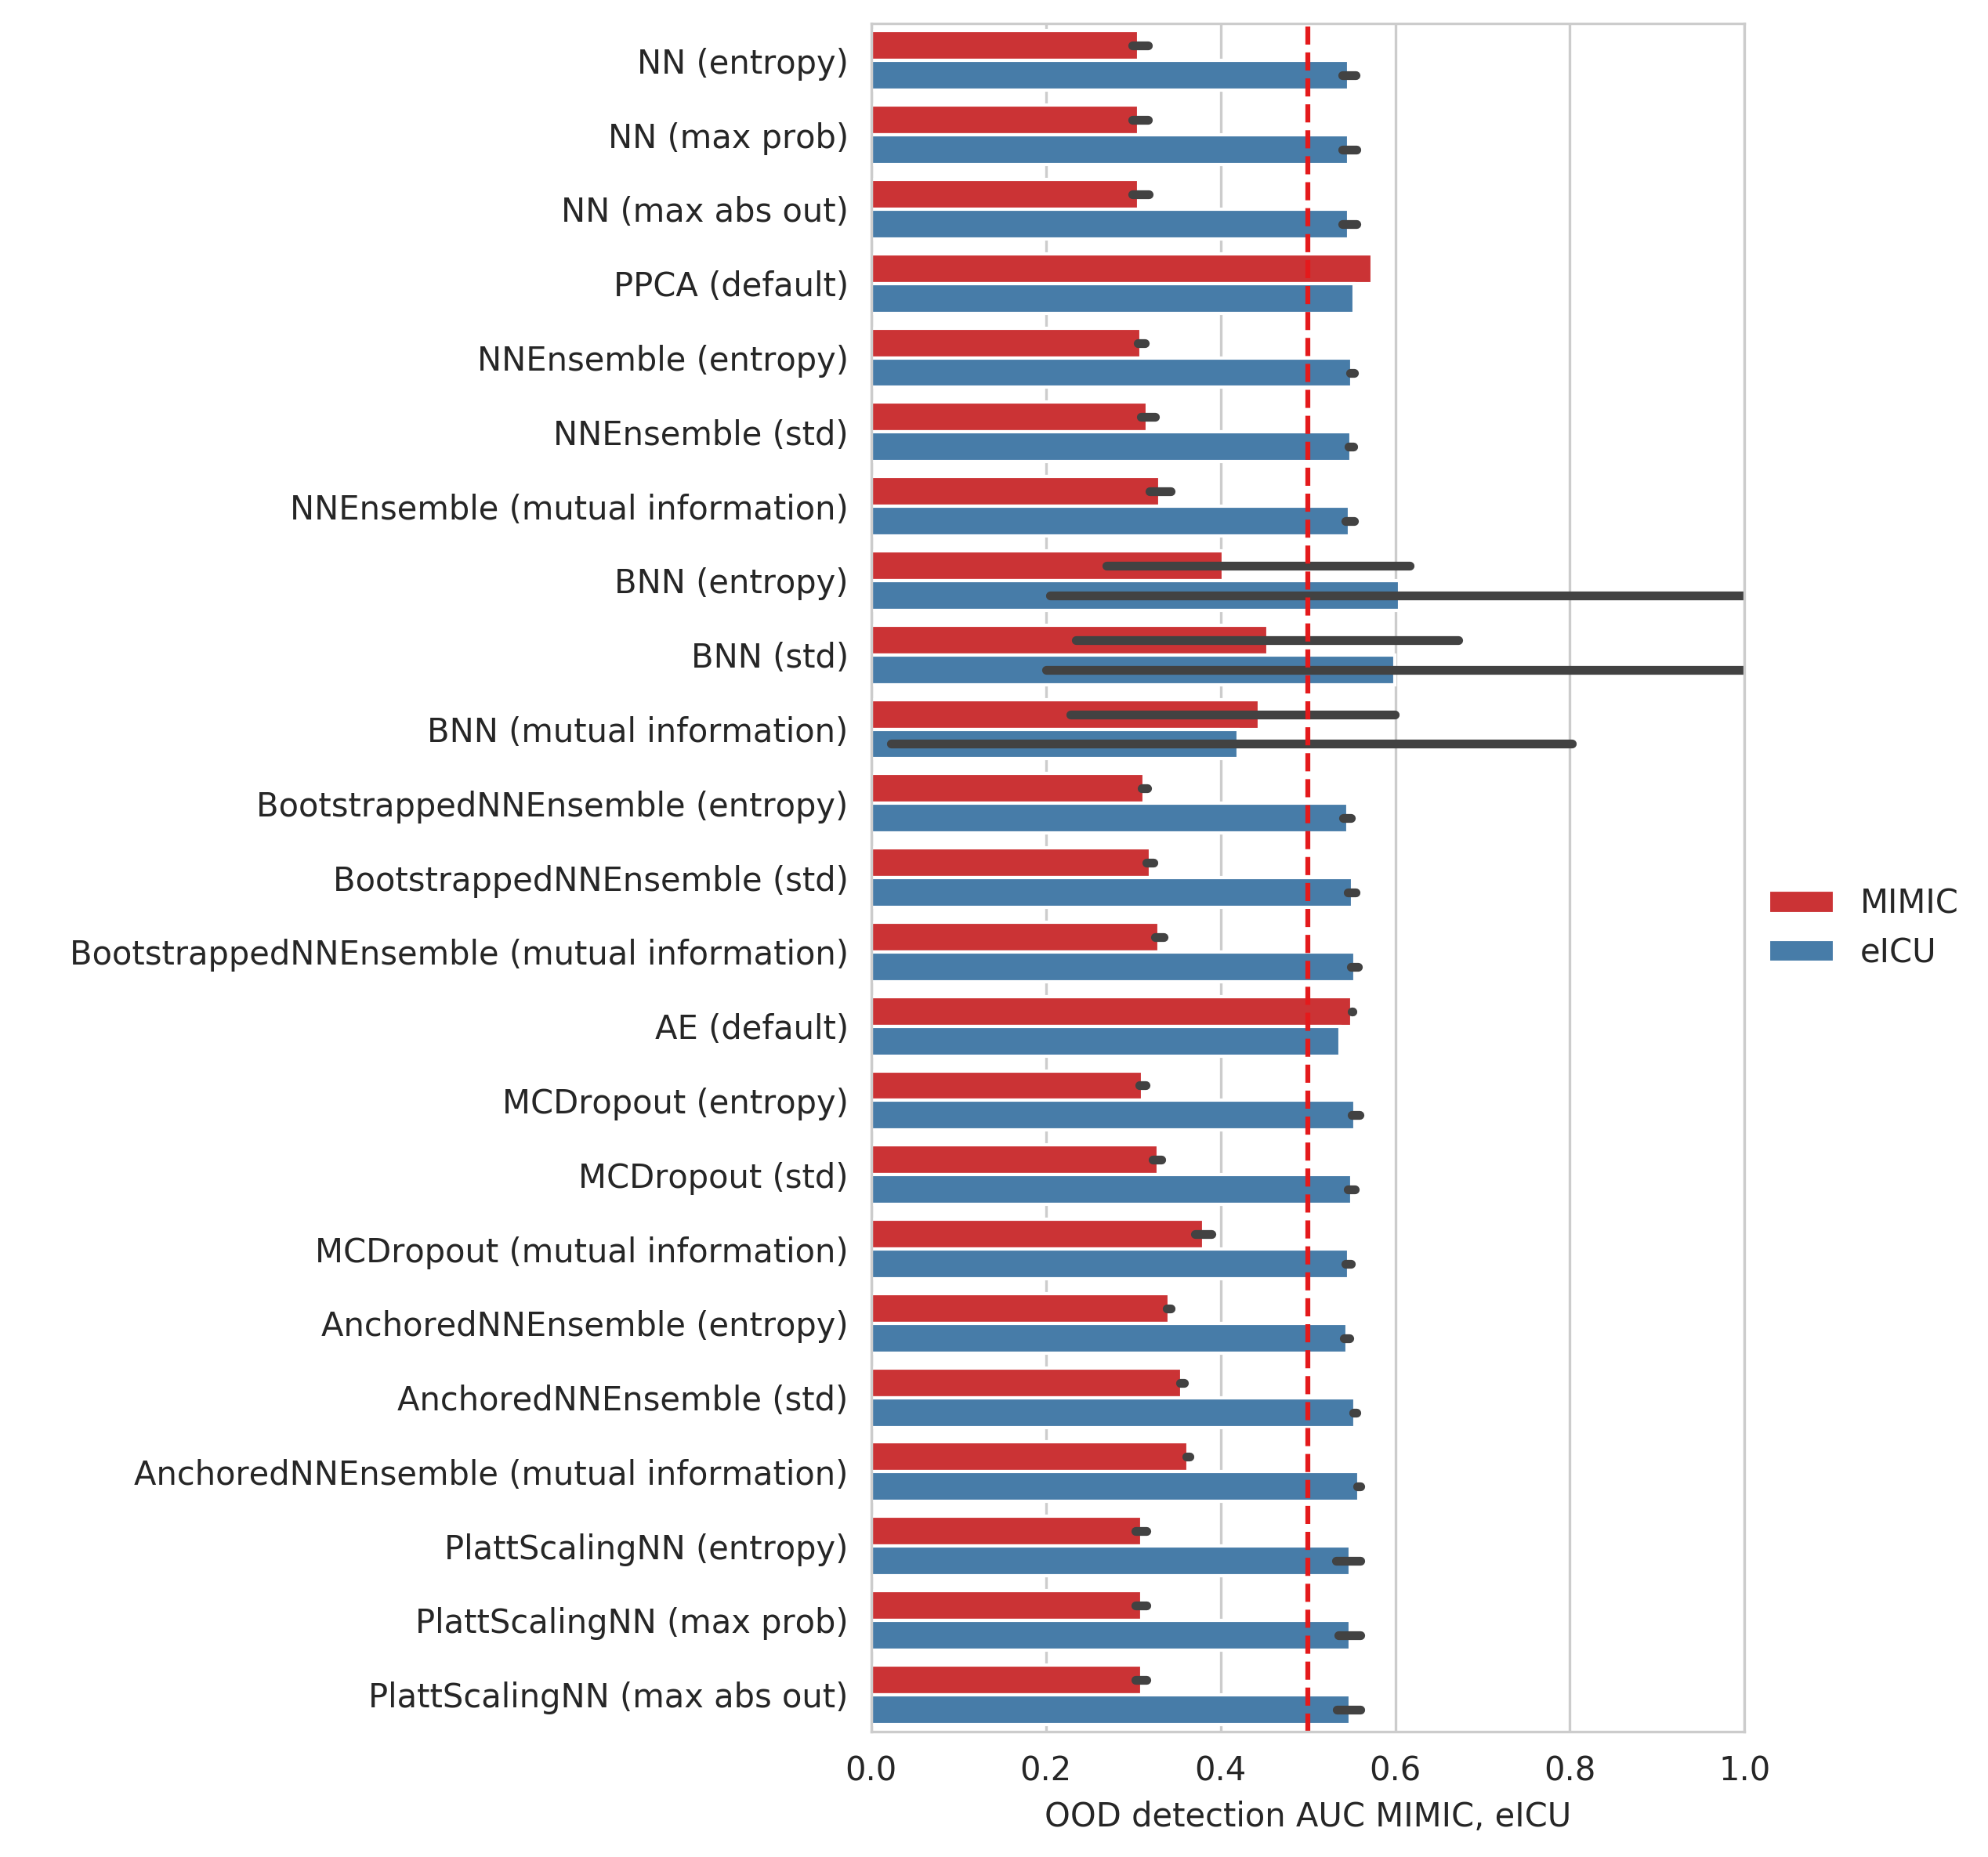 NN (entropy)
NN (max prob)
NN (max abs out)
PPCA (default)
NNEnsemble (entropy)
NNEnsemble (std)
NNEnsemble (mutual information)
BNN (entropy)
BNN (std)
BNN (mutual information)
BootstrappedNNEnsemble (entropy)
BootstrappedNNEnsemble (std)
BootstrappedNNEnsemble (mutual information)
AE (default)
MCDropout (entropy)
MCDropout (std)
MCDropout (mutual information)
AnchoredNNEnsemble (entropy)
AnchoredNNEnsemble (std)
AnchoredNNEnsemble (mutual information)
PlattScalingNN (entropy)
PlattScalingNN (max prob)
PlattScalingNN (max abs out)
MIMIC
eICU
0.0 0.2 0.4 0.6 0.8 1.0
OOD detection AUC MIMIC, eICU